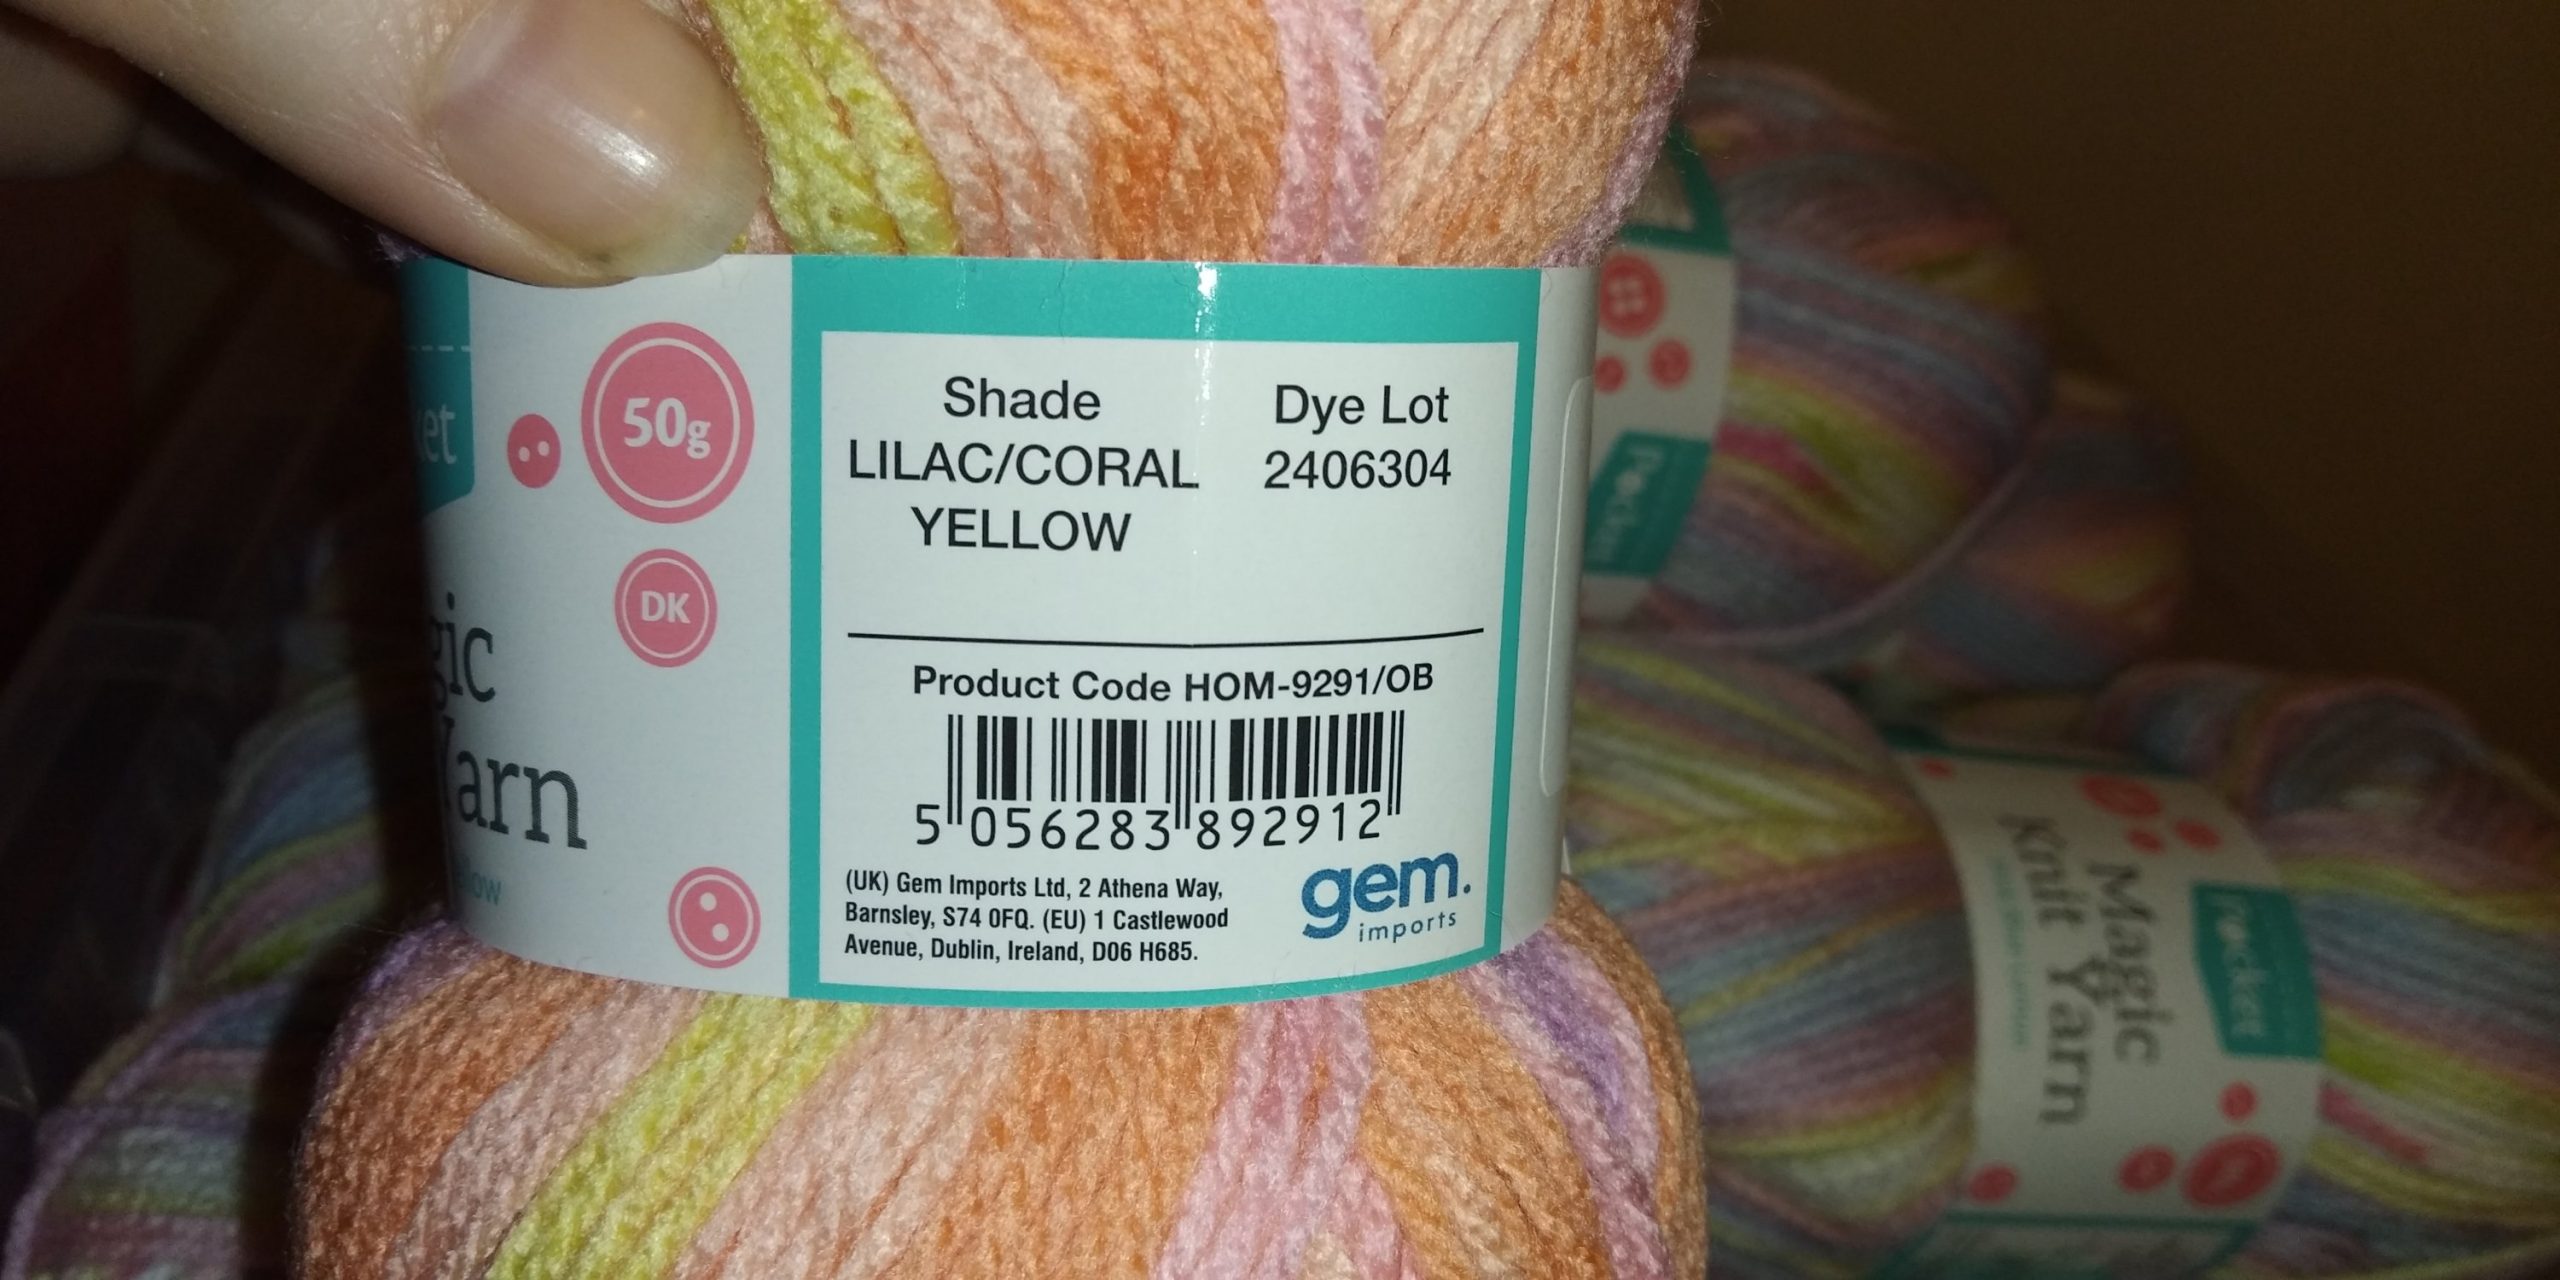 50g
DK
Yarn
Shade
LILAC/CORAL
YELLOW
Dye Lot
2406304
Product Code HOM-9291/OB
5 056283 892912
(UK) Gem Imports Ltd, 2 Athena Way,
Barnsley, S74 0FQ. (EU) 1 Castlewood
Avenue, Dublin, Ireland, D06 H685.
gem.
imports
Magic
Knit Yarn